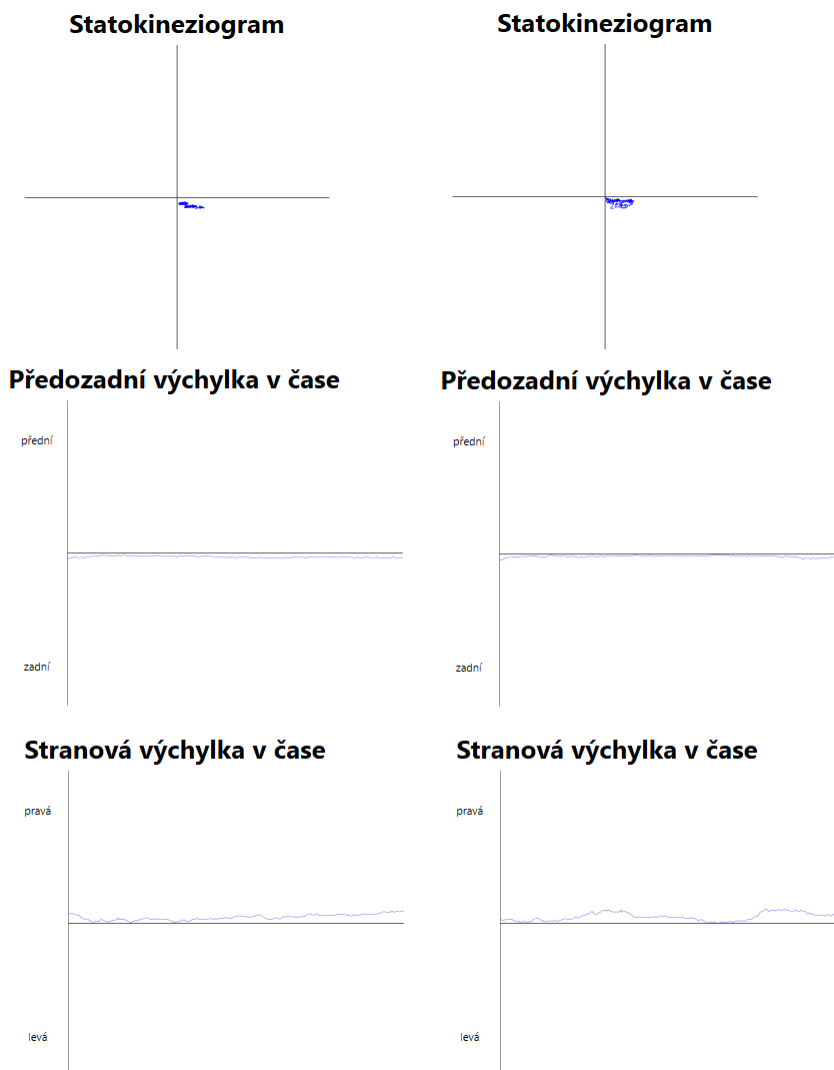 Statokineziogram
Statokineziogram
Předozadní výchylka v čase
Předozadní výchylka v čase
přední
přední
zadní
zadní
Stranová výchylka v čase
Stranová výchylka v čase
pravá
pravá
levá
levá